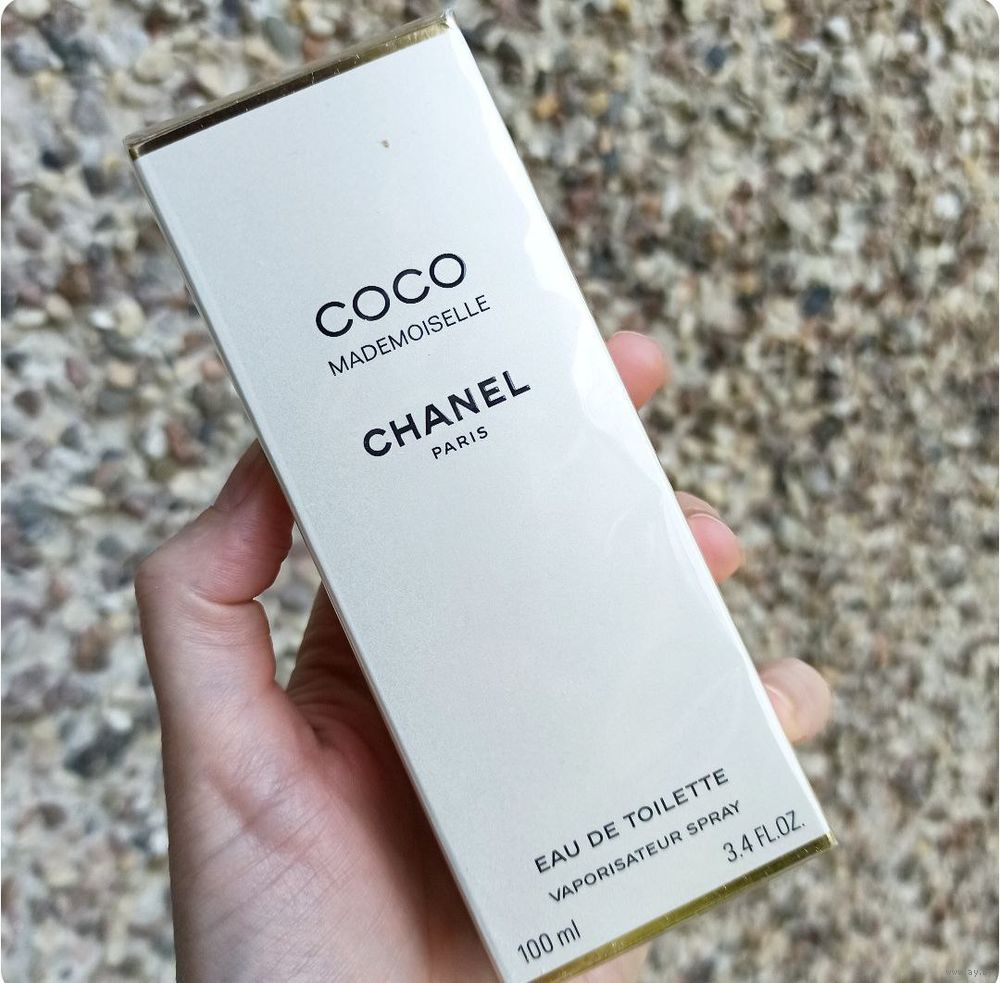 COCO
MADEMOISELLE
CHANEL
PARIS
EAU DE TOILETTE
VAPORISATEUR SPRAY
100 ml 3.4 FL.OZ.